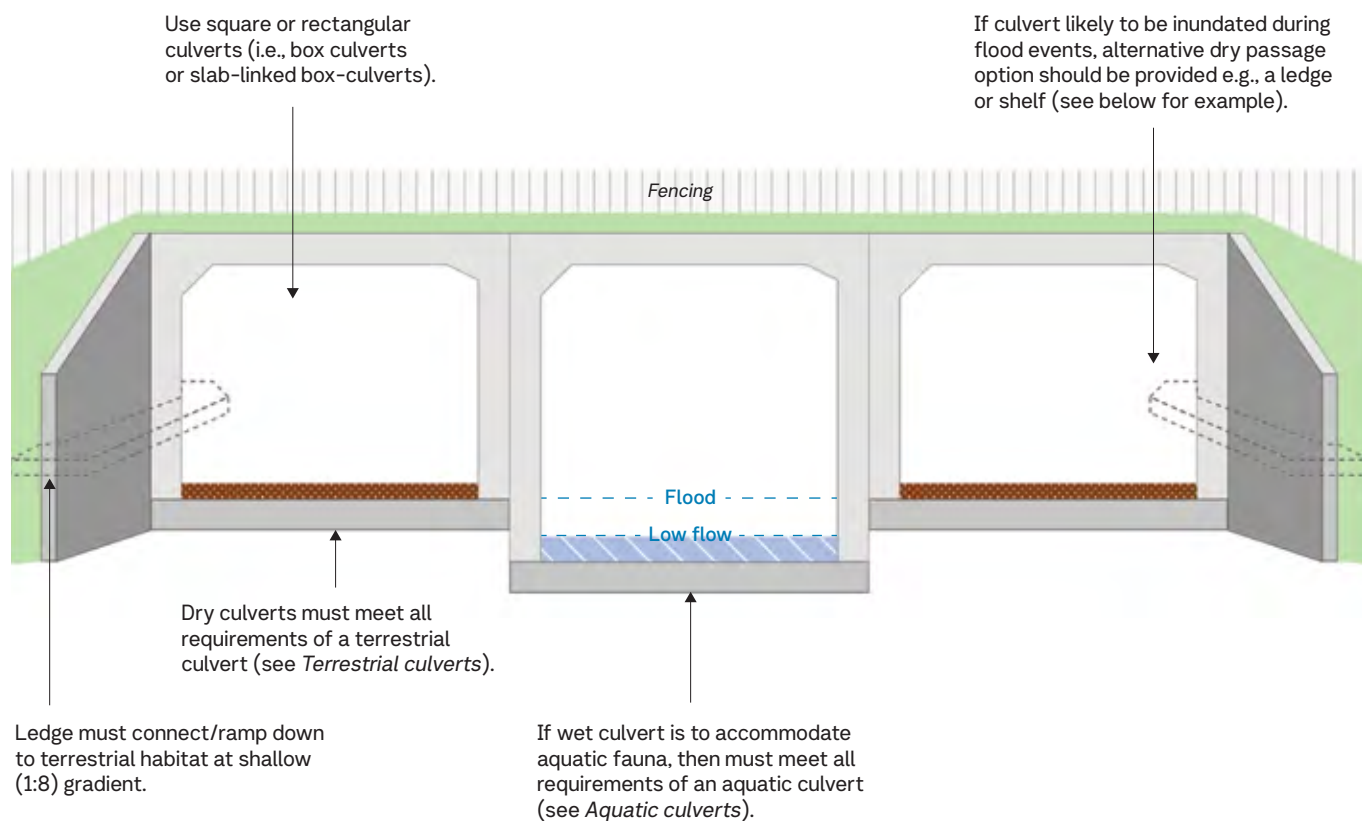 Use square or rectangular
culverts (i.e., box culverts
or slab-linked box-culverts).
If culvert likely to be inundated during
flood events, alternative dry passage
option should be provided e.g., a ledge
or shelf (see below for example).
Fencing
Flood
Low flow
Dry culverts must meet all
requirements of a terrestrial
culvert (see Terrestrial culverts).
Ledge must connect/ramp down
to terrestrial habitat at shallow
(1:8) gradient.
If wet culvert is to accommodate
aquatic fauna, then must meet all
requirements of an aquatic culvert
(see Aquatic culverts).